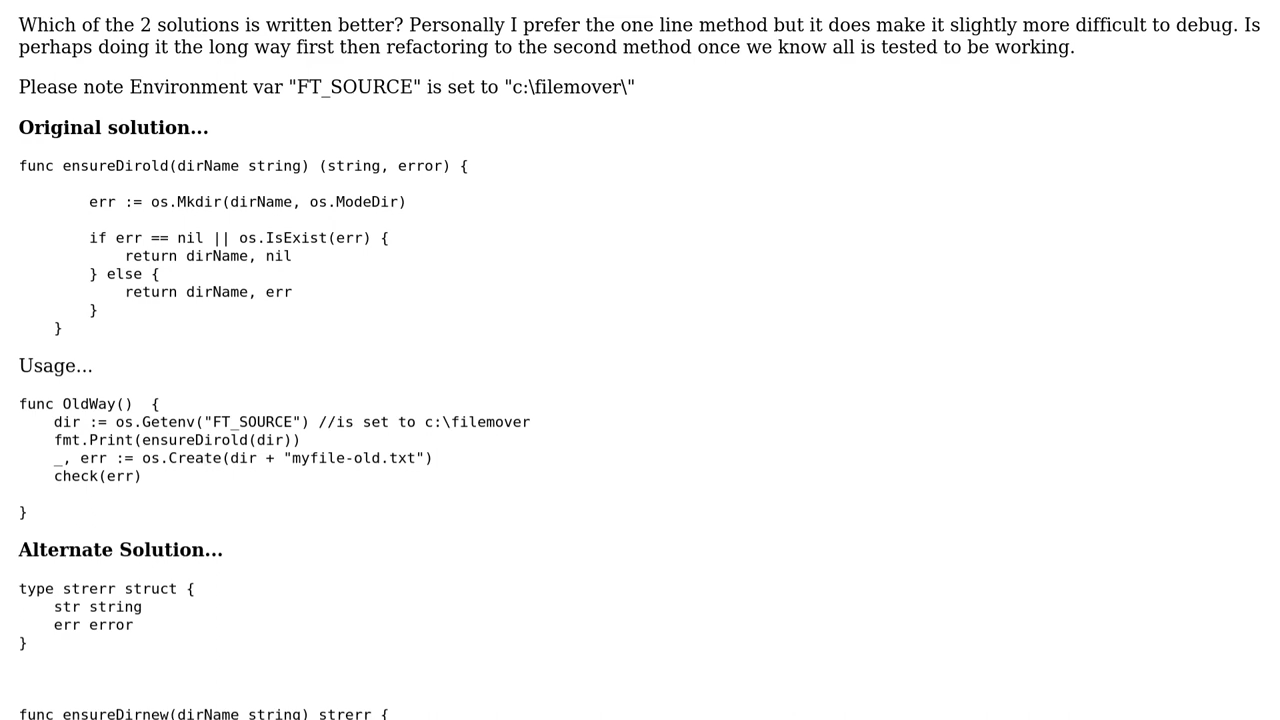 Which of the 2 solutions is written better? Personally I prefer the one line method but it does make it slightly more difficult to debug. Is
perhaps doing it the long way first then refactoring to the second method once we know all is tested to be working.
Please note Environment var "FT_SOURCE" is set to "c:\filemover\"
Original solution...
func ensureDirold(dirName string) (string, error) {
        err := os.Mkdir(dirName, os.ModeDir)
        if err == nil || os.IsExist(err) {
            return dirName, nil
        } else {
            return dirName, err
        }
    }
Usage...
func OldWay()  {
    dir := os.Getenv("FT_SOURCE") //is set to c:\filemover
    fmt.Print(ensureDirold(dir))
    _, err := os.Create(dir + "myfile-old.txt")
    check(err)
}
Alternate Solution...
type strerr struct {
    str string
    err error
}
func ensureDirnew(dirName string) strerr {